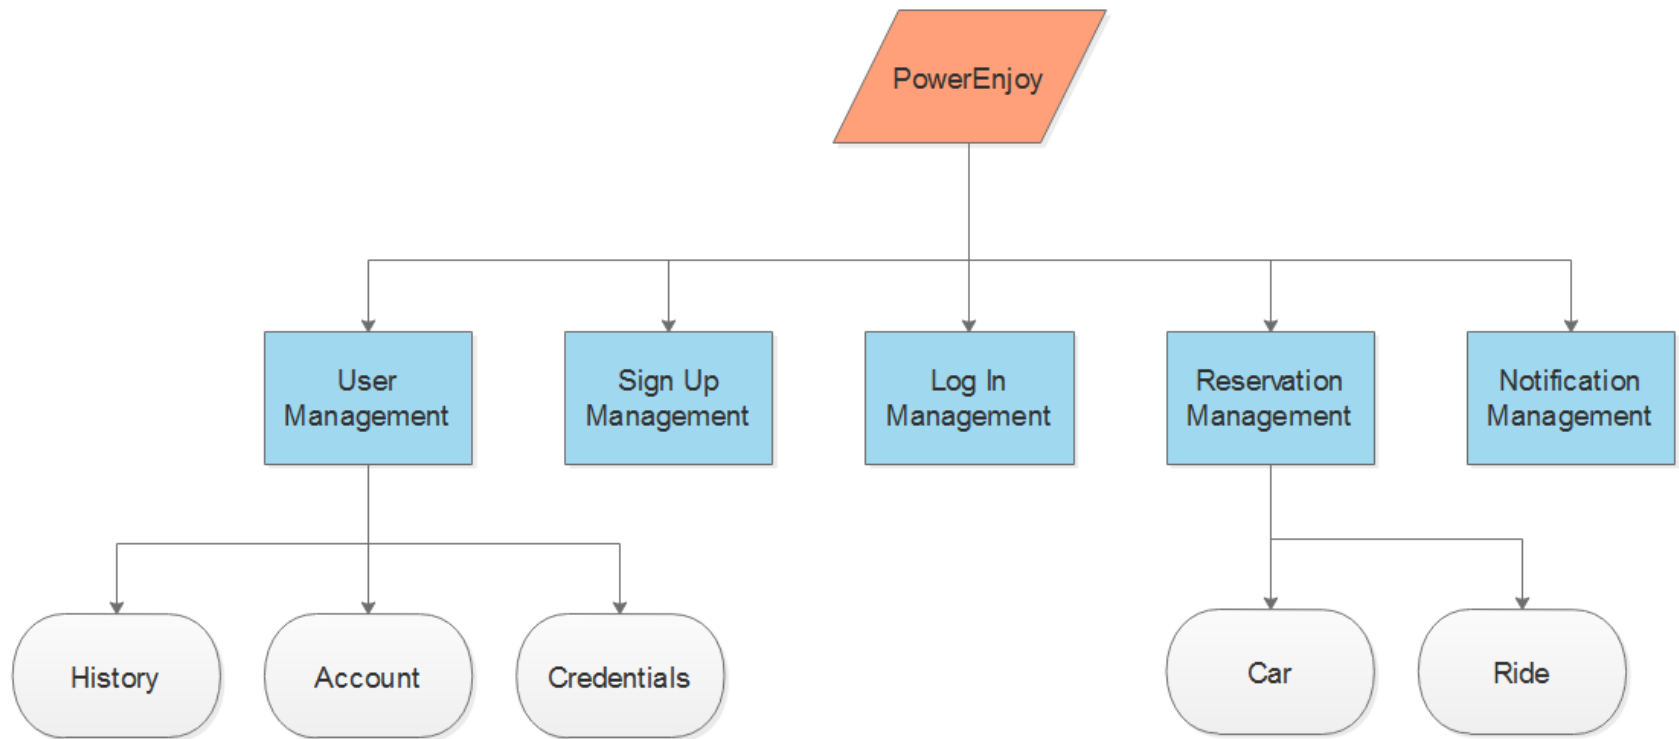 PowerEnjoy
User
Management
Sign Up
Management
Log In
Management
Reservation
Management
Notification
Management
History
Account
Credentials
Car
Ride